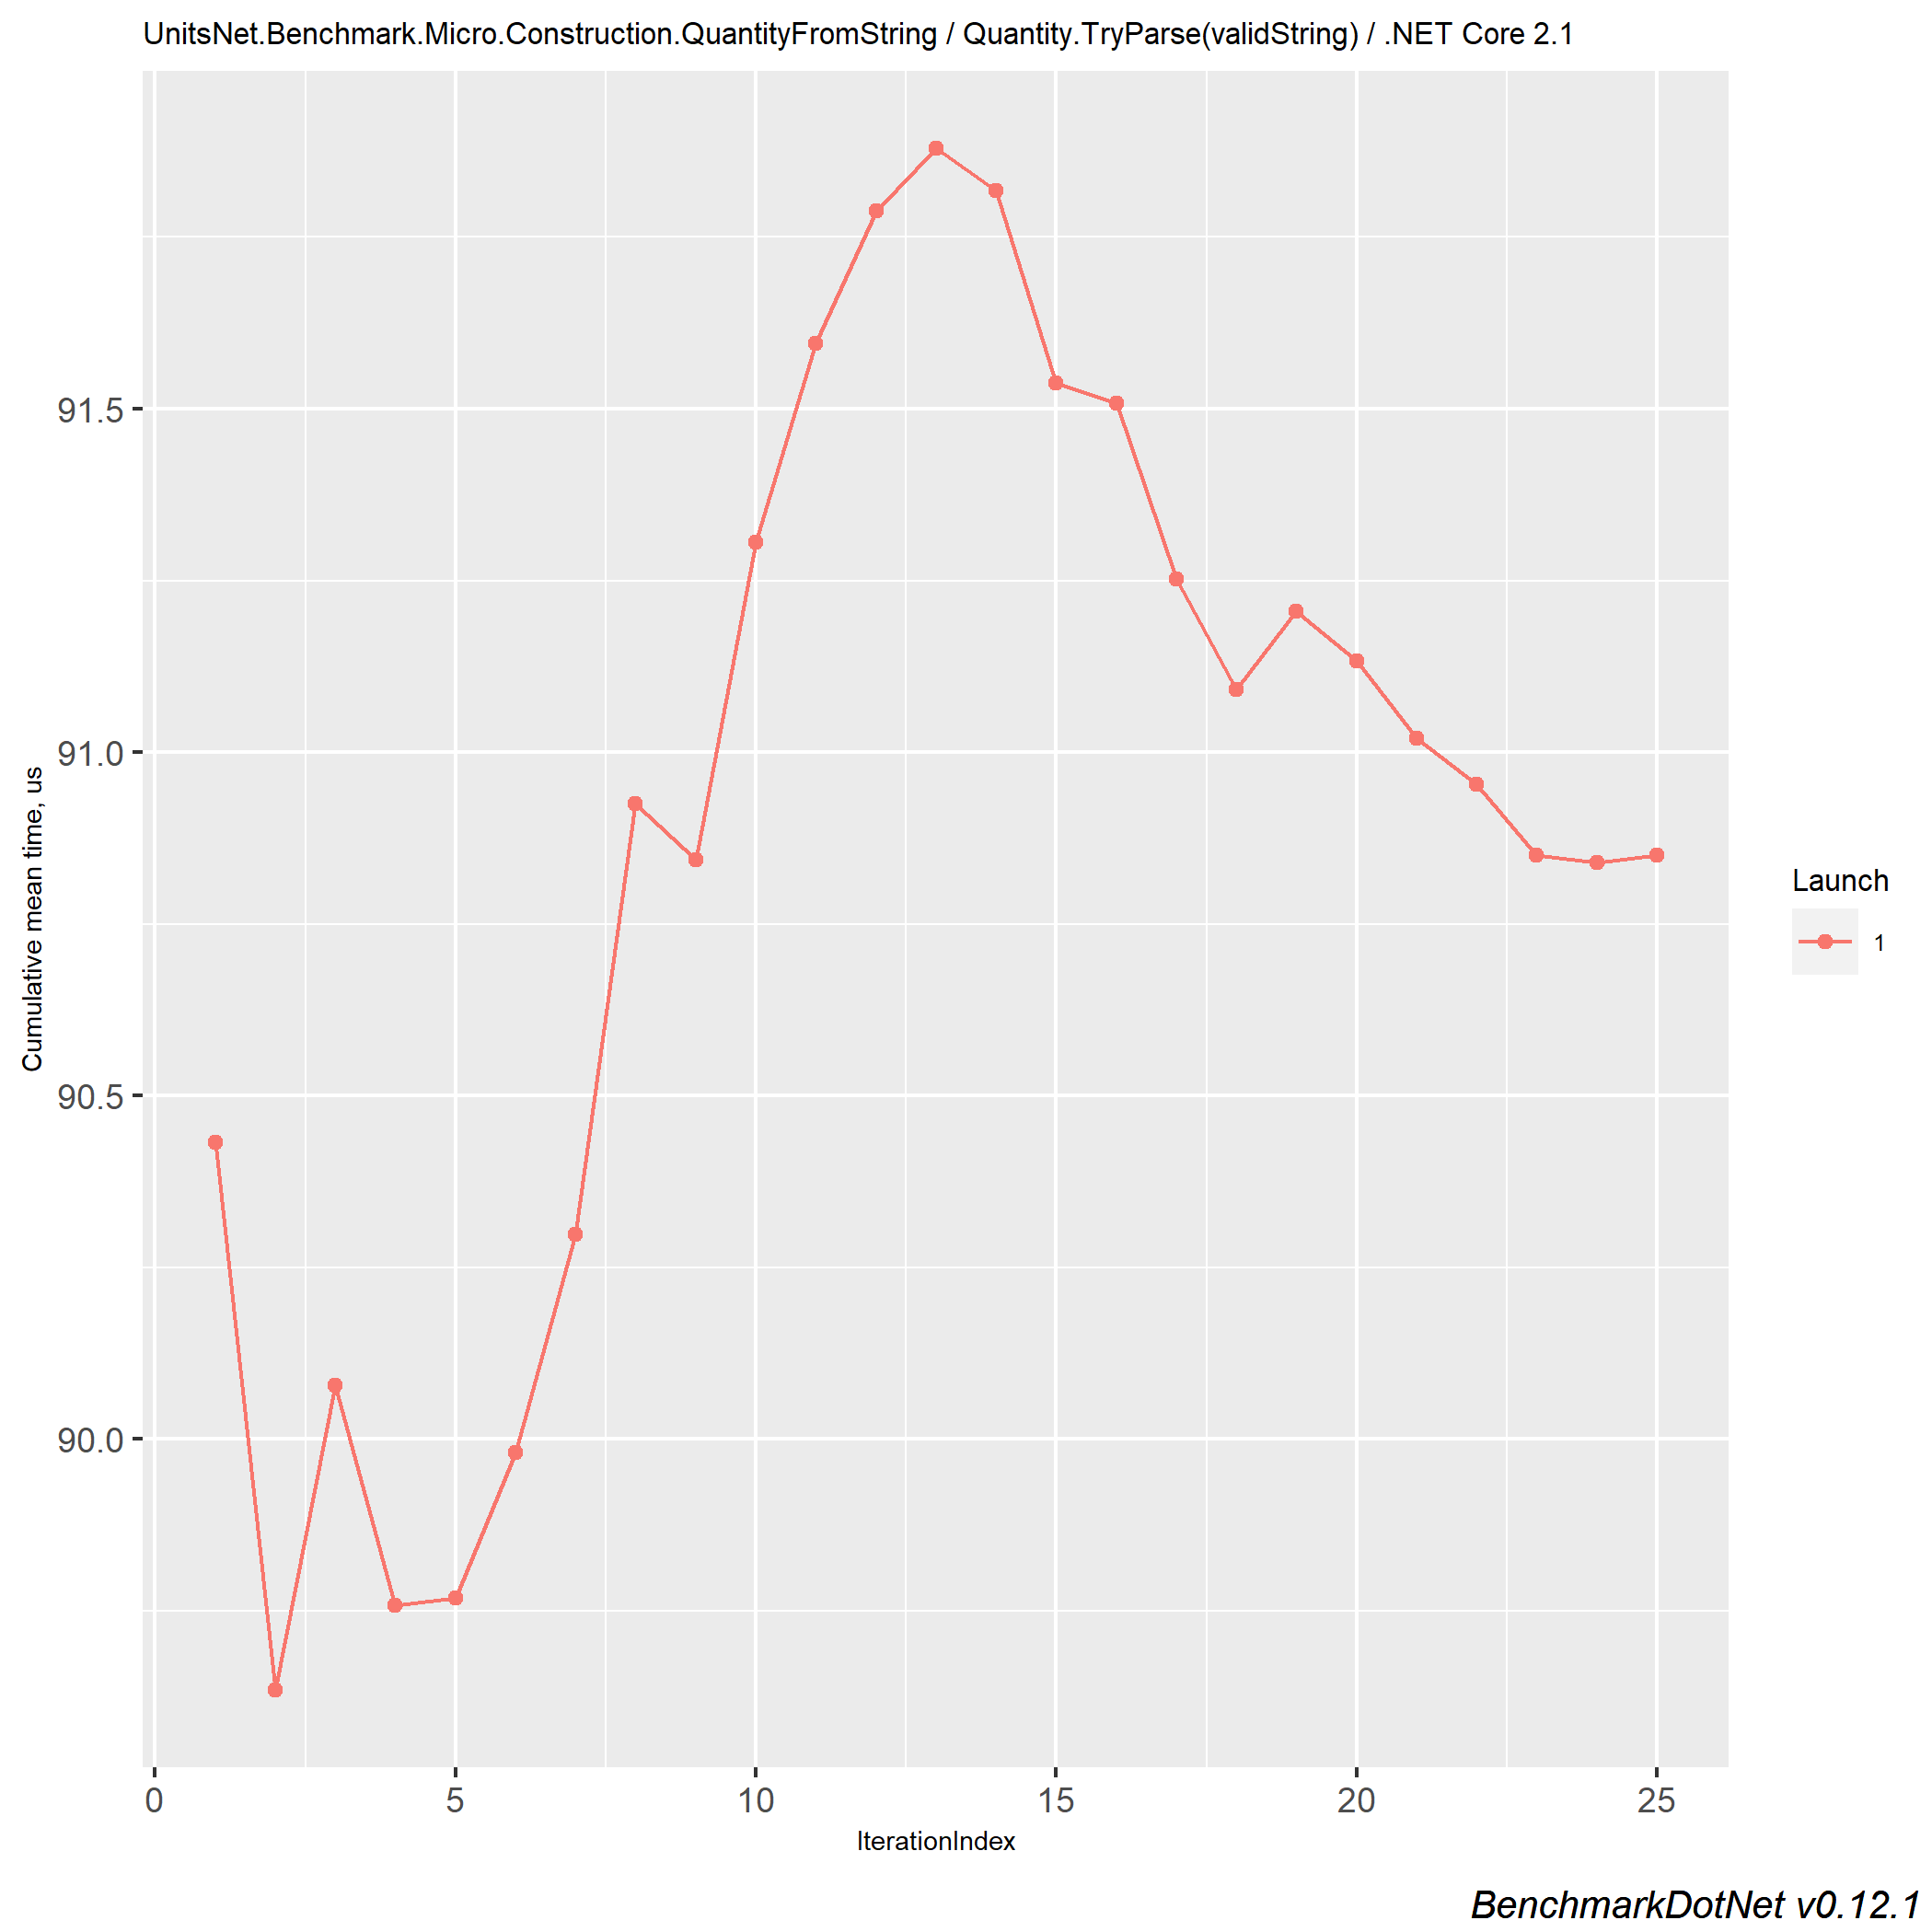 UnitsNet.Benchmark.Micro.Construction.QuantityFromString / Quantity.TryParse(validString) / .NET Core 2.1
Cumulative mean time, us
91.5
91.0
90.5
90.0
0 5 10 15 20 25
IterationIndex
Launch
1
BenchmarkDotNet v0.12.1